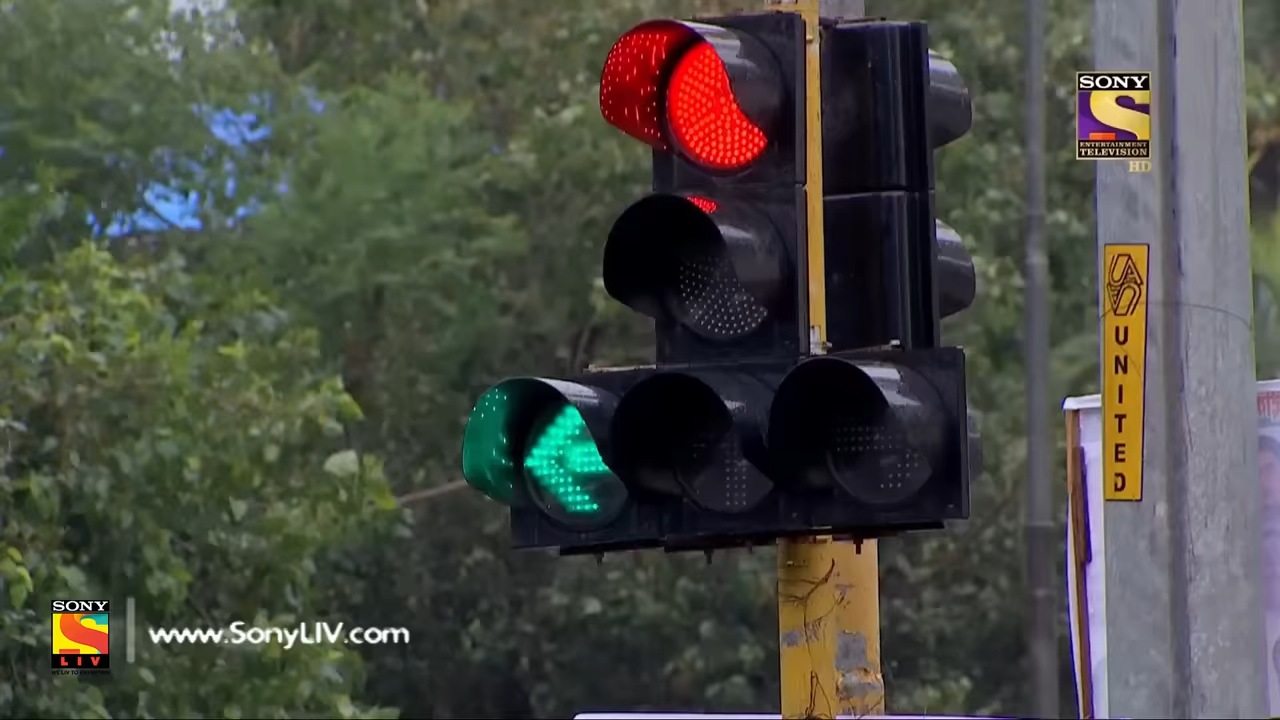 SONY
ENTERTAINMENT
TELEVISION
HD
UNITED
SONY
LIV
www.SonyLIV.com